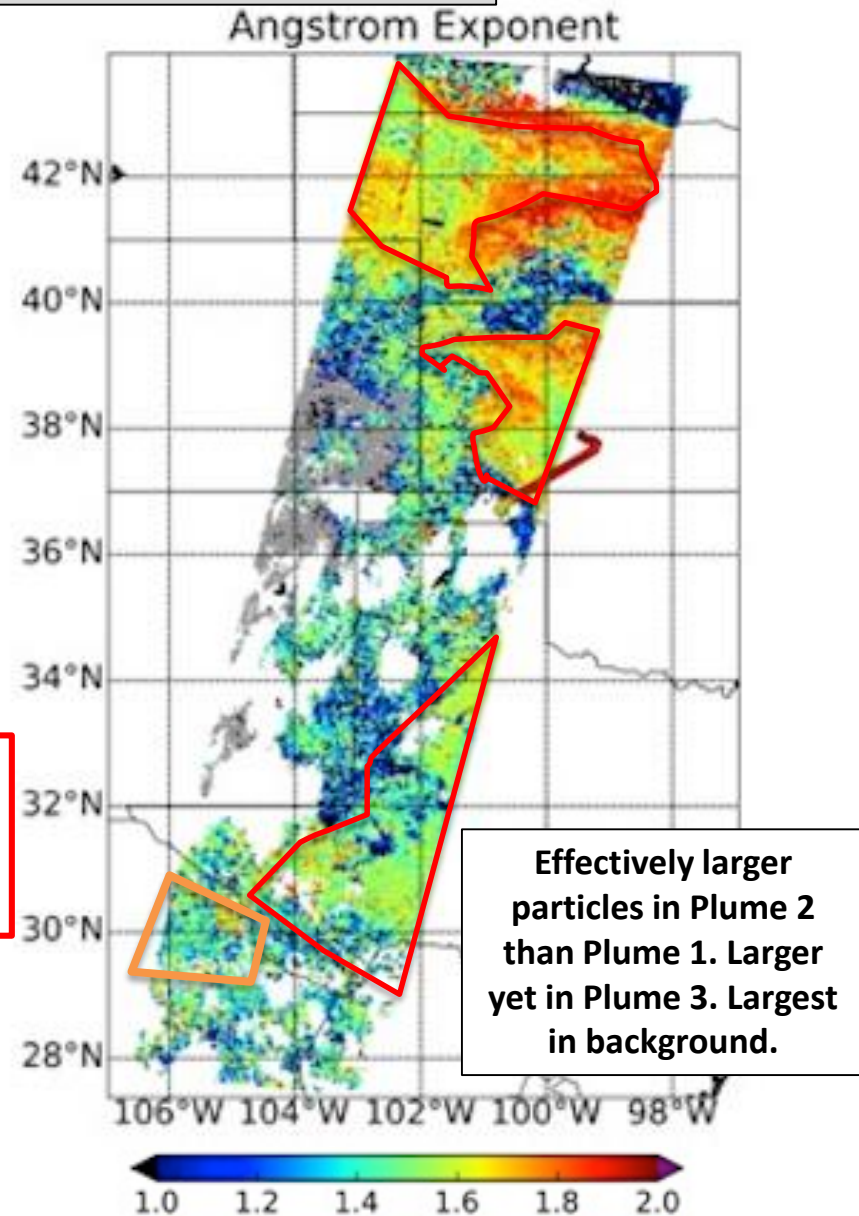 Angstrom Exponent
42°N
40°N
38°N
36°N
34°N
32°N
30°N
28°N
106°W 104°W 102°W 100°W 98°W
Effectively larger
particles in Plume 2
than Plume 1. Larger
yet in Plume 3. Largest
in background.
1.0 1.2 1.4 1.6 1.8 2.0